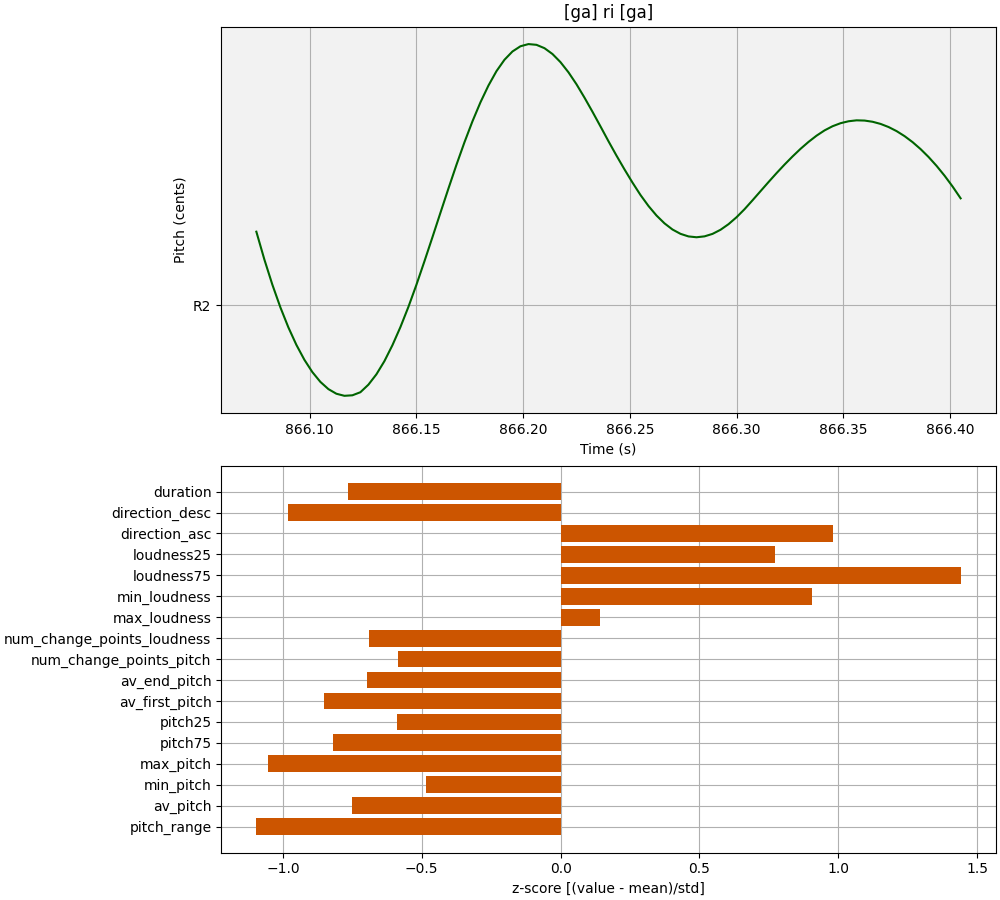 [ga] ri [ga]
Pitch (cents)
R2
866.10 866.15 866.20 866.25 866.30 866.35 866.40
Time (s)
duration
direction_desc
direction_asc
loudness25
loudness75
min_loudness
max_loudness
num_change_points_loudness
num_change_points_pitch
av_end_pitch
av_first_pitch
pitch25
pitch75
max_pitch
min_pitch
av_pitch
pitch_range
−1.0 −0.5 0.0 0.5 1.0 1.5
z-score [(value - mean)/std]